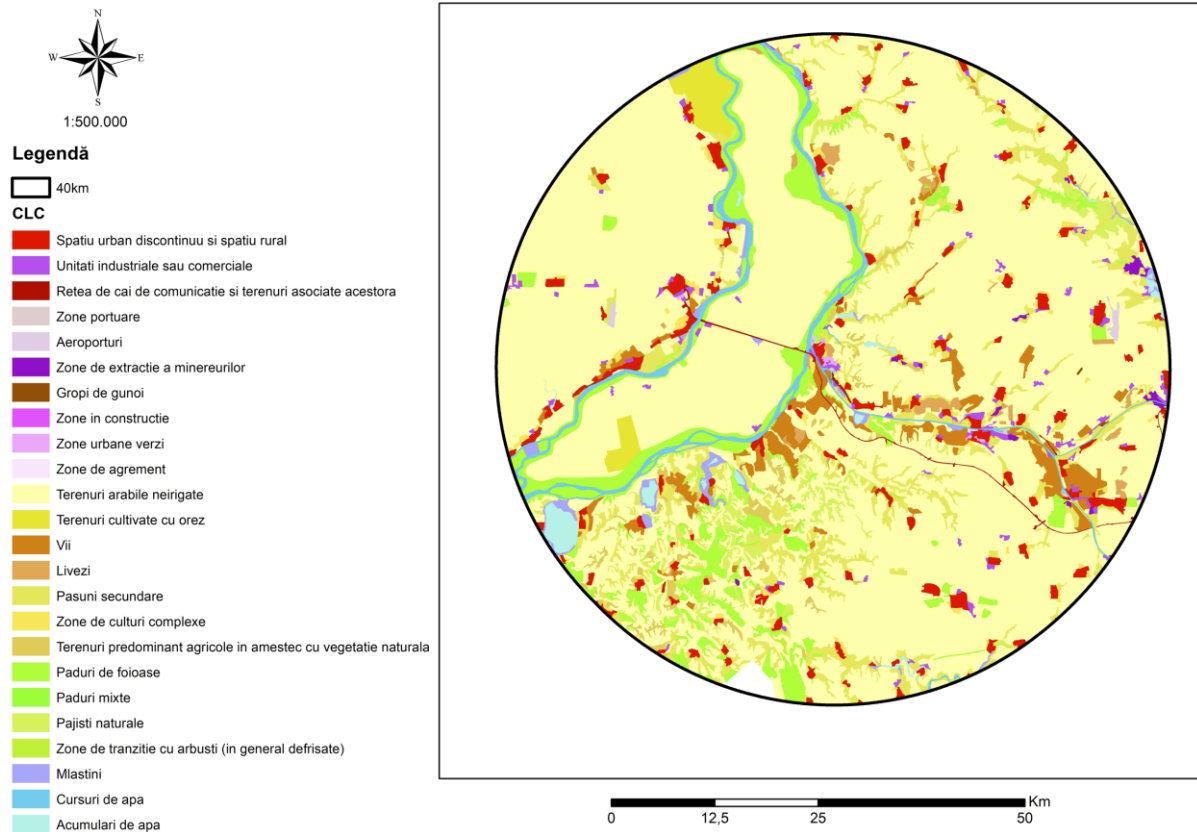 N
W E
S
1:500.000
Legendă
40km
CLC
Spatiu urban discontinuu si spatiu rural
Unitati industriale sau comerciale
Retea de cai de comunicatie si terenuri asociate acestora
Zone portuare
Aeroporturi
Zone de extractie a minereurilor
Gropi de gunoi
Zone in constructie
Zone urbane verzi
Zone de agrement
Terenuri arabile neirigate
Terenuri cultivate cu orez
Vii
Livezi
Pasuni secundare
Zone de culturi complexe
Terenuri predominant agricole in amestec cu vegetatie naturala
Paduri de foioase
Paduri mixte
Pajisti naturale
Zone de tranzitie cu arbusti (in general defrisate)
Mlastini
Cursuri de apa
Acumulari de apa
Km
0 12,5 25 50